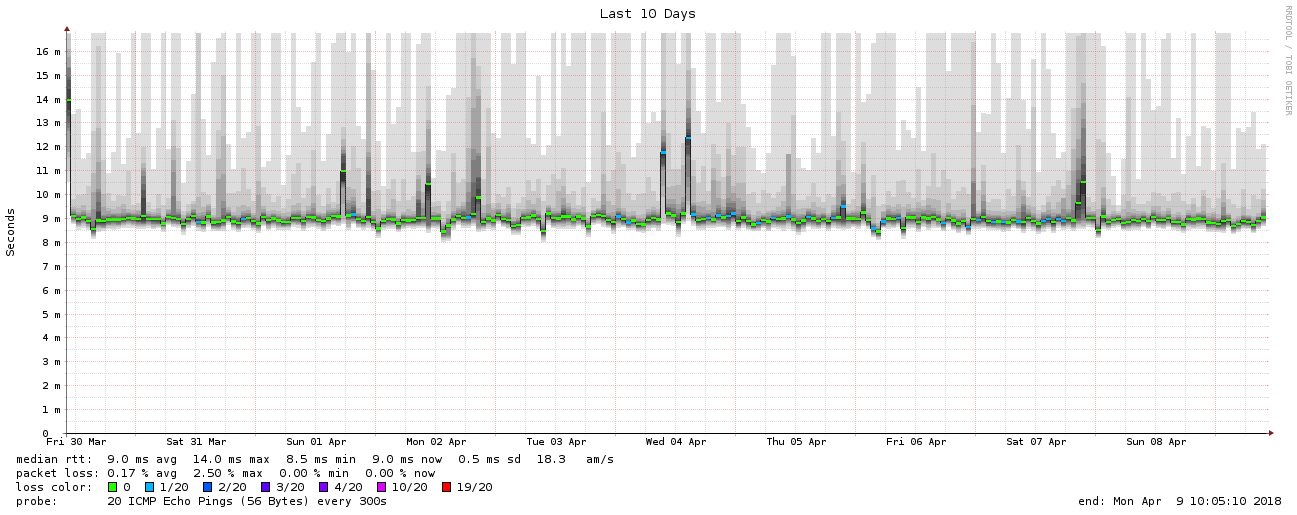 Last 10 Days
RRDTOOL / TOBI OETIKER
Seconds
16 m
15 m
14 m
13 m
12 m
11 m
10 m
9 m
8 m
7 m
6 m
5 m
4 m
3 m
2 m
1 m
0
Fri 30 Mar Sat 31 Mar Sun 01 Apr Mon 02 Apr Tue 03 Apr Wed 04 Apr Thu 05 Apr Fri 06 Apr Sat 07 Apr Sun 08 Apr
median rtt: 9.0 ms avg 14.0 ms max 8.5 ms min 9.0 ms now 0.5 ms sd 18.3 am/s
packet loss: 0.17 % avg 2.50 % max 0.00 % min 0.00 % now
loss color: 0 1/20 2/20 3/20 4/20 10/20 19/20
probe: 20 ICMP Echo Pings (56 Bytes) every 300s end: Mon Apr 9 10:05:10 2018